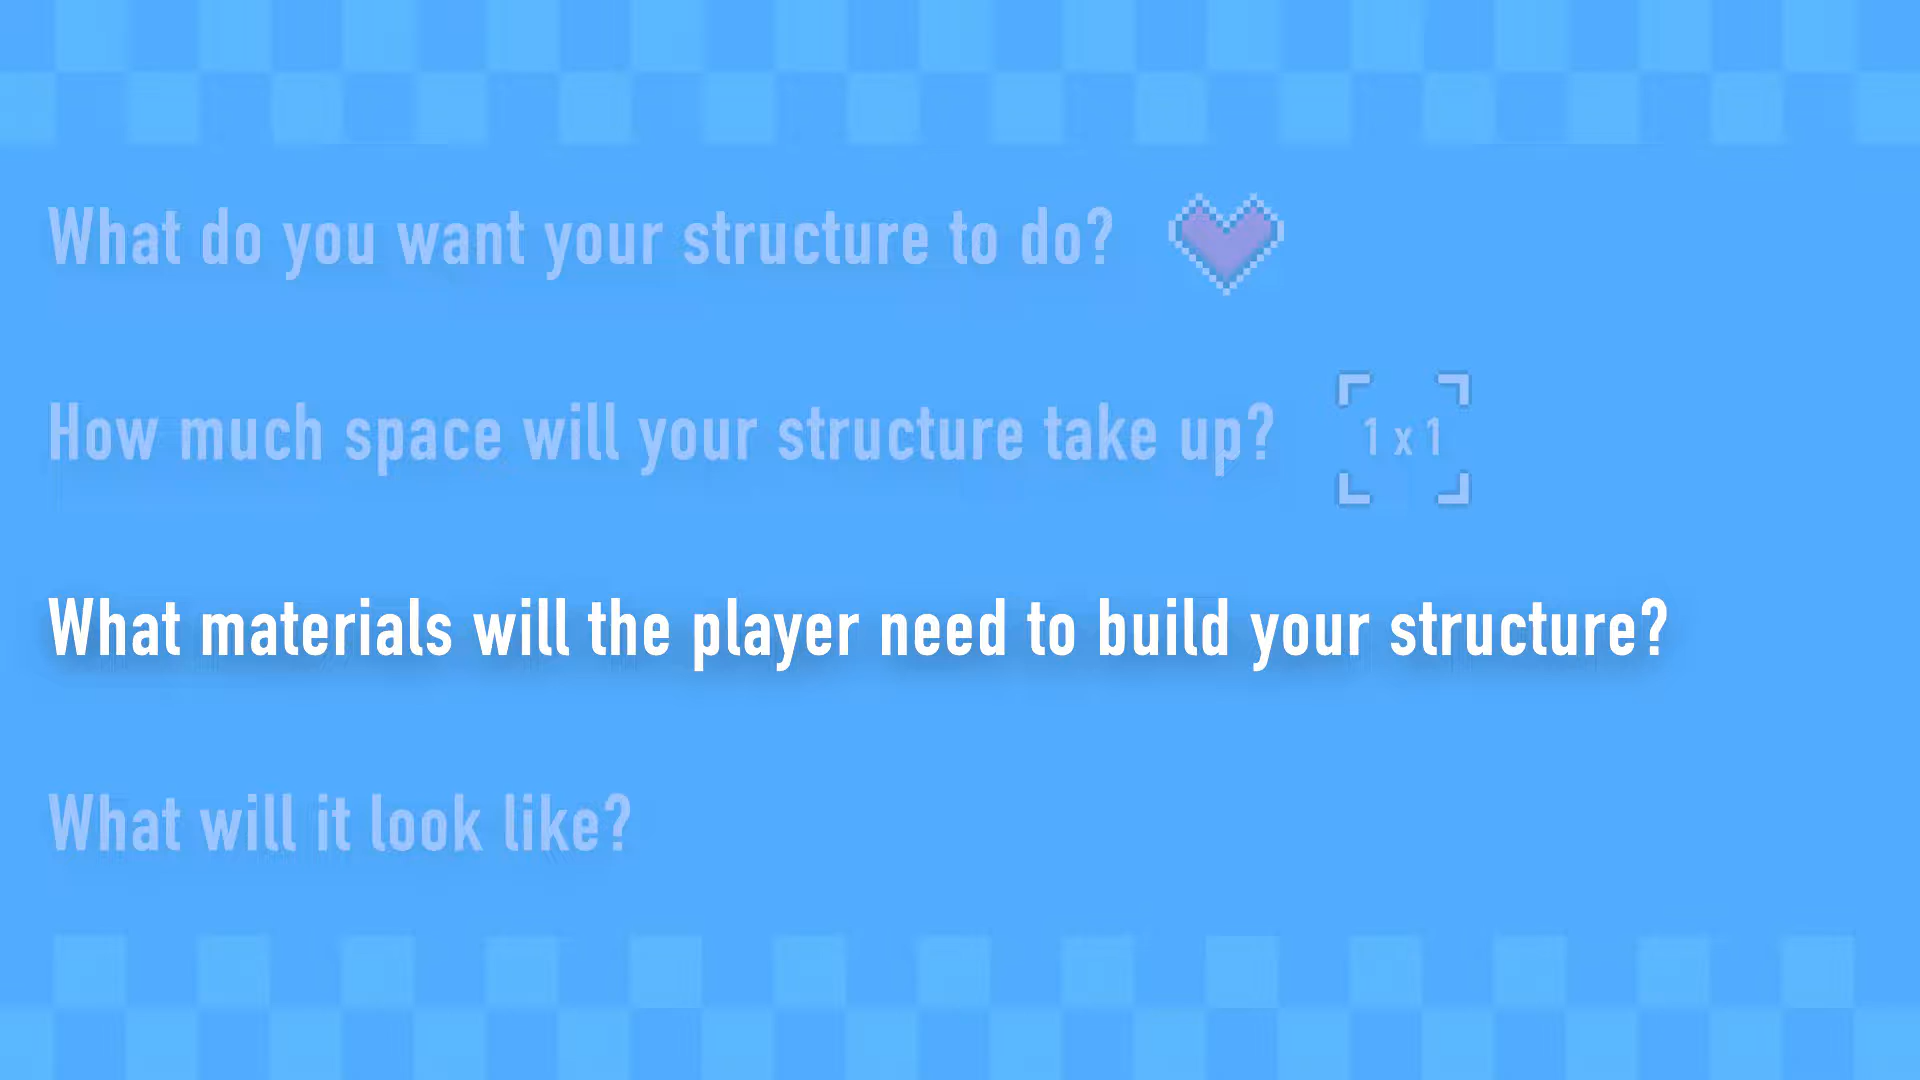 What do you want your structure to do?
How much space will your structure take up?
1 x 1
What materials will the player need to build your structure?
What will it look like?